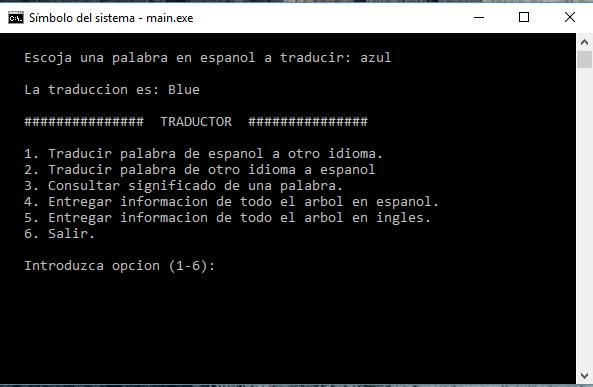 Símbolo del sistema - main.exe
Escoja una palabra en espanol a traducir: azul
La traduccion es: Blue
############### TRADUCTOR ###############
1. Traducir palabra de espanol a otro idioma.
2. Traducir palabra de otro idioma a espanol
3. Consultar significado de una palabra.
4. Entregar informacion de todo el arbol en espanol.
5. Entregar informacion de todo el arbol en ingles.
6. Salir.
Introduzca opcion (1-6):